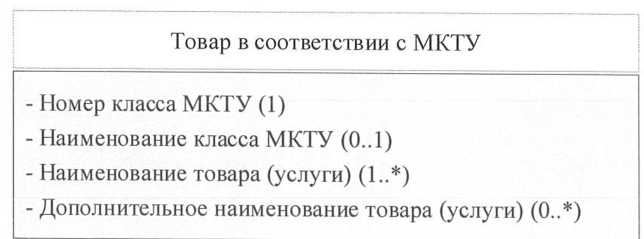 Товар в соответствии с МКТУ
- Номер класса МКТУ (1)
- Наименование класса МКТУ (0..1)
- Наименование товара (услуги) (1..*)
- Дополнительное наименование товара (услуги) (0..*)